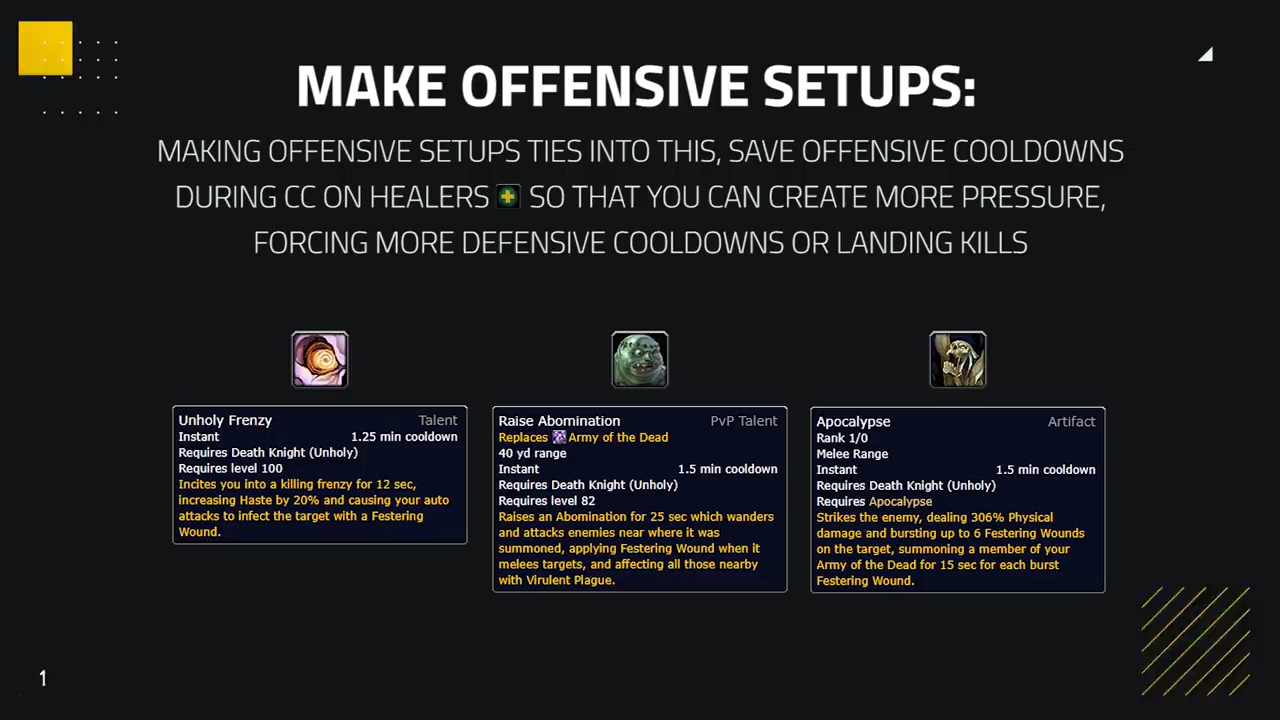 MAKE OFFENSIVE SETUPS:
MAKING OFFENSIVE SETUPS TIES INTO THIS, SAVE OFFENSIVE COOLDOWNS
DURING CC ON HEALERS SO THAT YOU CAN CREATE MORE PRESSURE,
FORCING MORE DEFENSIVE COOLDOWNS OR LANDING KILLS
Unholy Frenzy Talent
Instant 1.25 min cooldown
Requires Death Knight (Unholy)
Requires level 100
Incites you into a killing frenzy for 12 sec,
increasing Haste by 20% and causing your auto
attacks to infect the target with a Festering
Wound.
Raise Abomination PvP Talent
Replaces Army of the Dead
40 yd range
Instant 1.5 min cooldown
Requires Death Knight (Unholy)
Requires level 82
Raises an Abomination for 25 sec which wanders
and attacks enemies near where it was
summoned, applying Festering Wound when it
melees targets, and affecting all those nearby
with Virulent Plague.
Apocalypse Artifact
Rank 1/0
Melee Range
Instant 1.5 min cooldown
Requires Death Knight (Unholy)
Requires Apocalypse
Strikes the enemy, dealing 306% Physical
damage and bursting up to 6 Festering Wounds
on the target, summoning a member of your
Army of the Dead for 15 sec for each burst
Festering Wound.
1